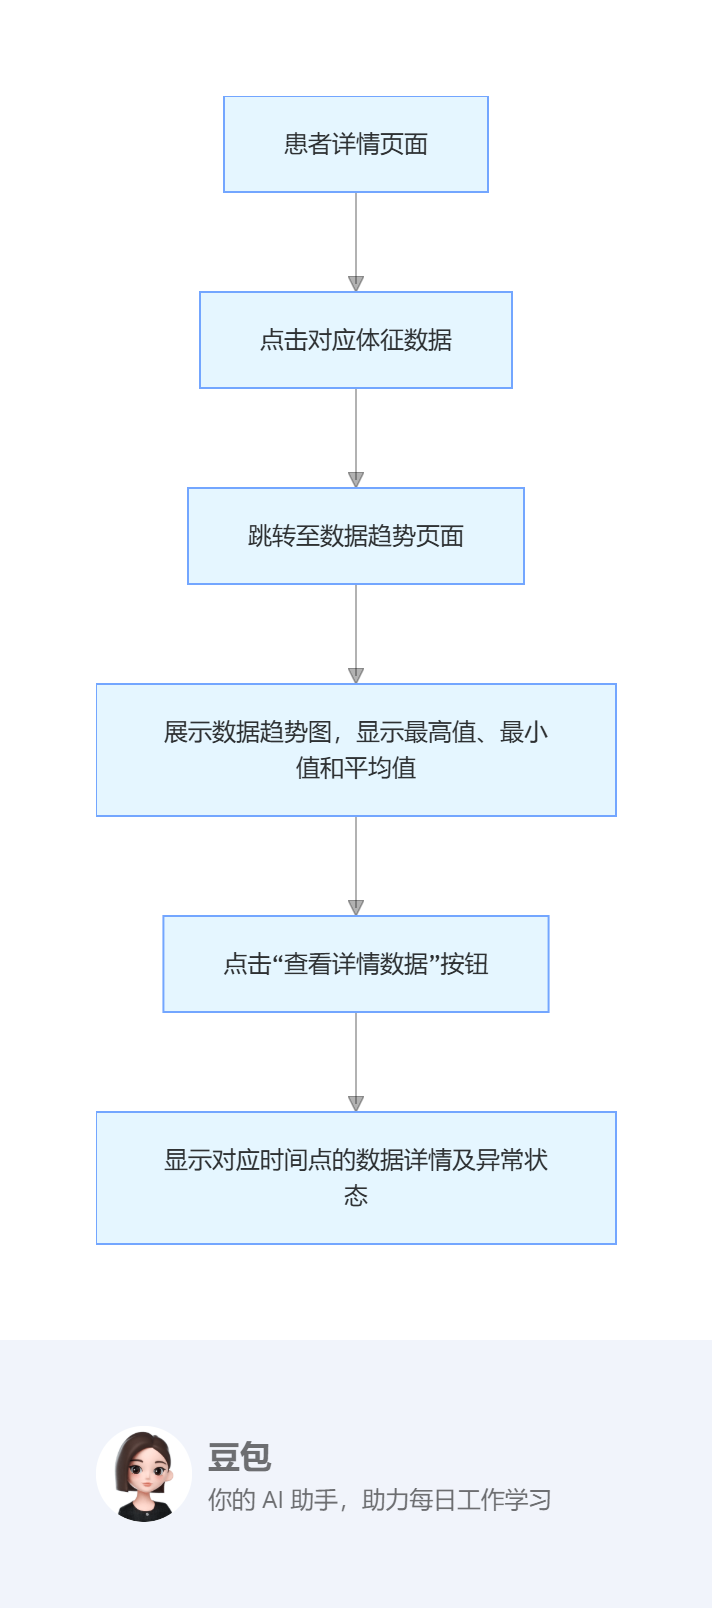 患者详情页面
点击对应体征数据
跳转至数据趋势页面
展示数据趋势图，显示最高值、最小
值和平均值
点击“查看详情数据”按钮
显示对应时间点的数据详情及异常状
态
豆包
你的 AI 助手，助力每日工作学习